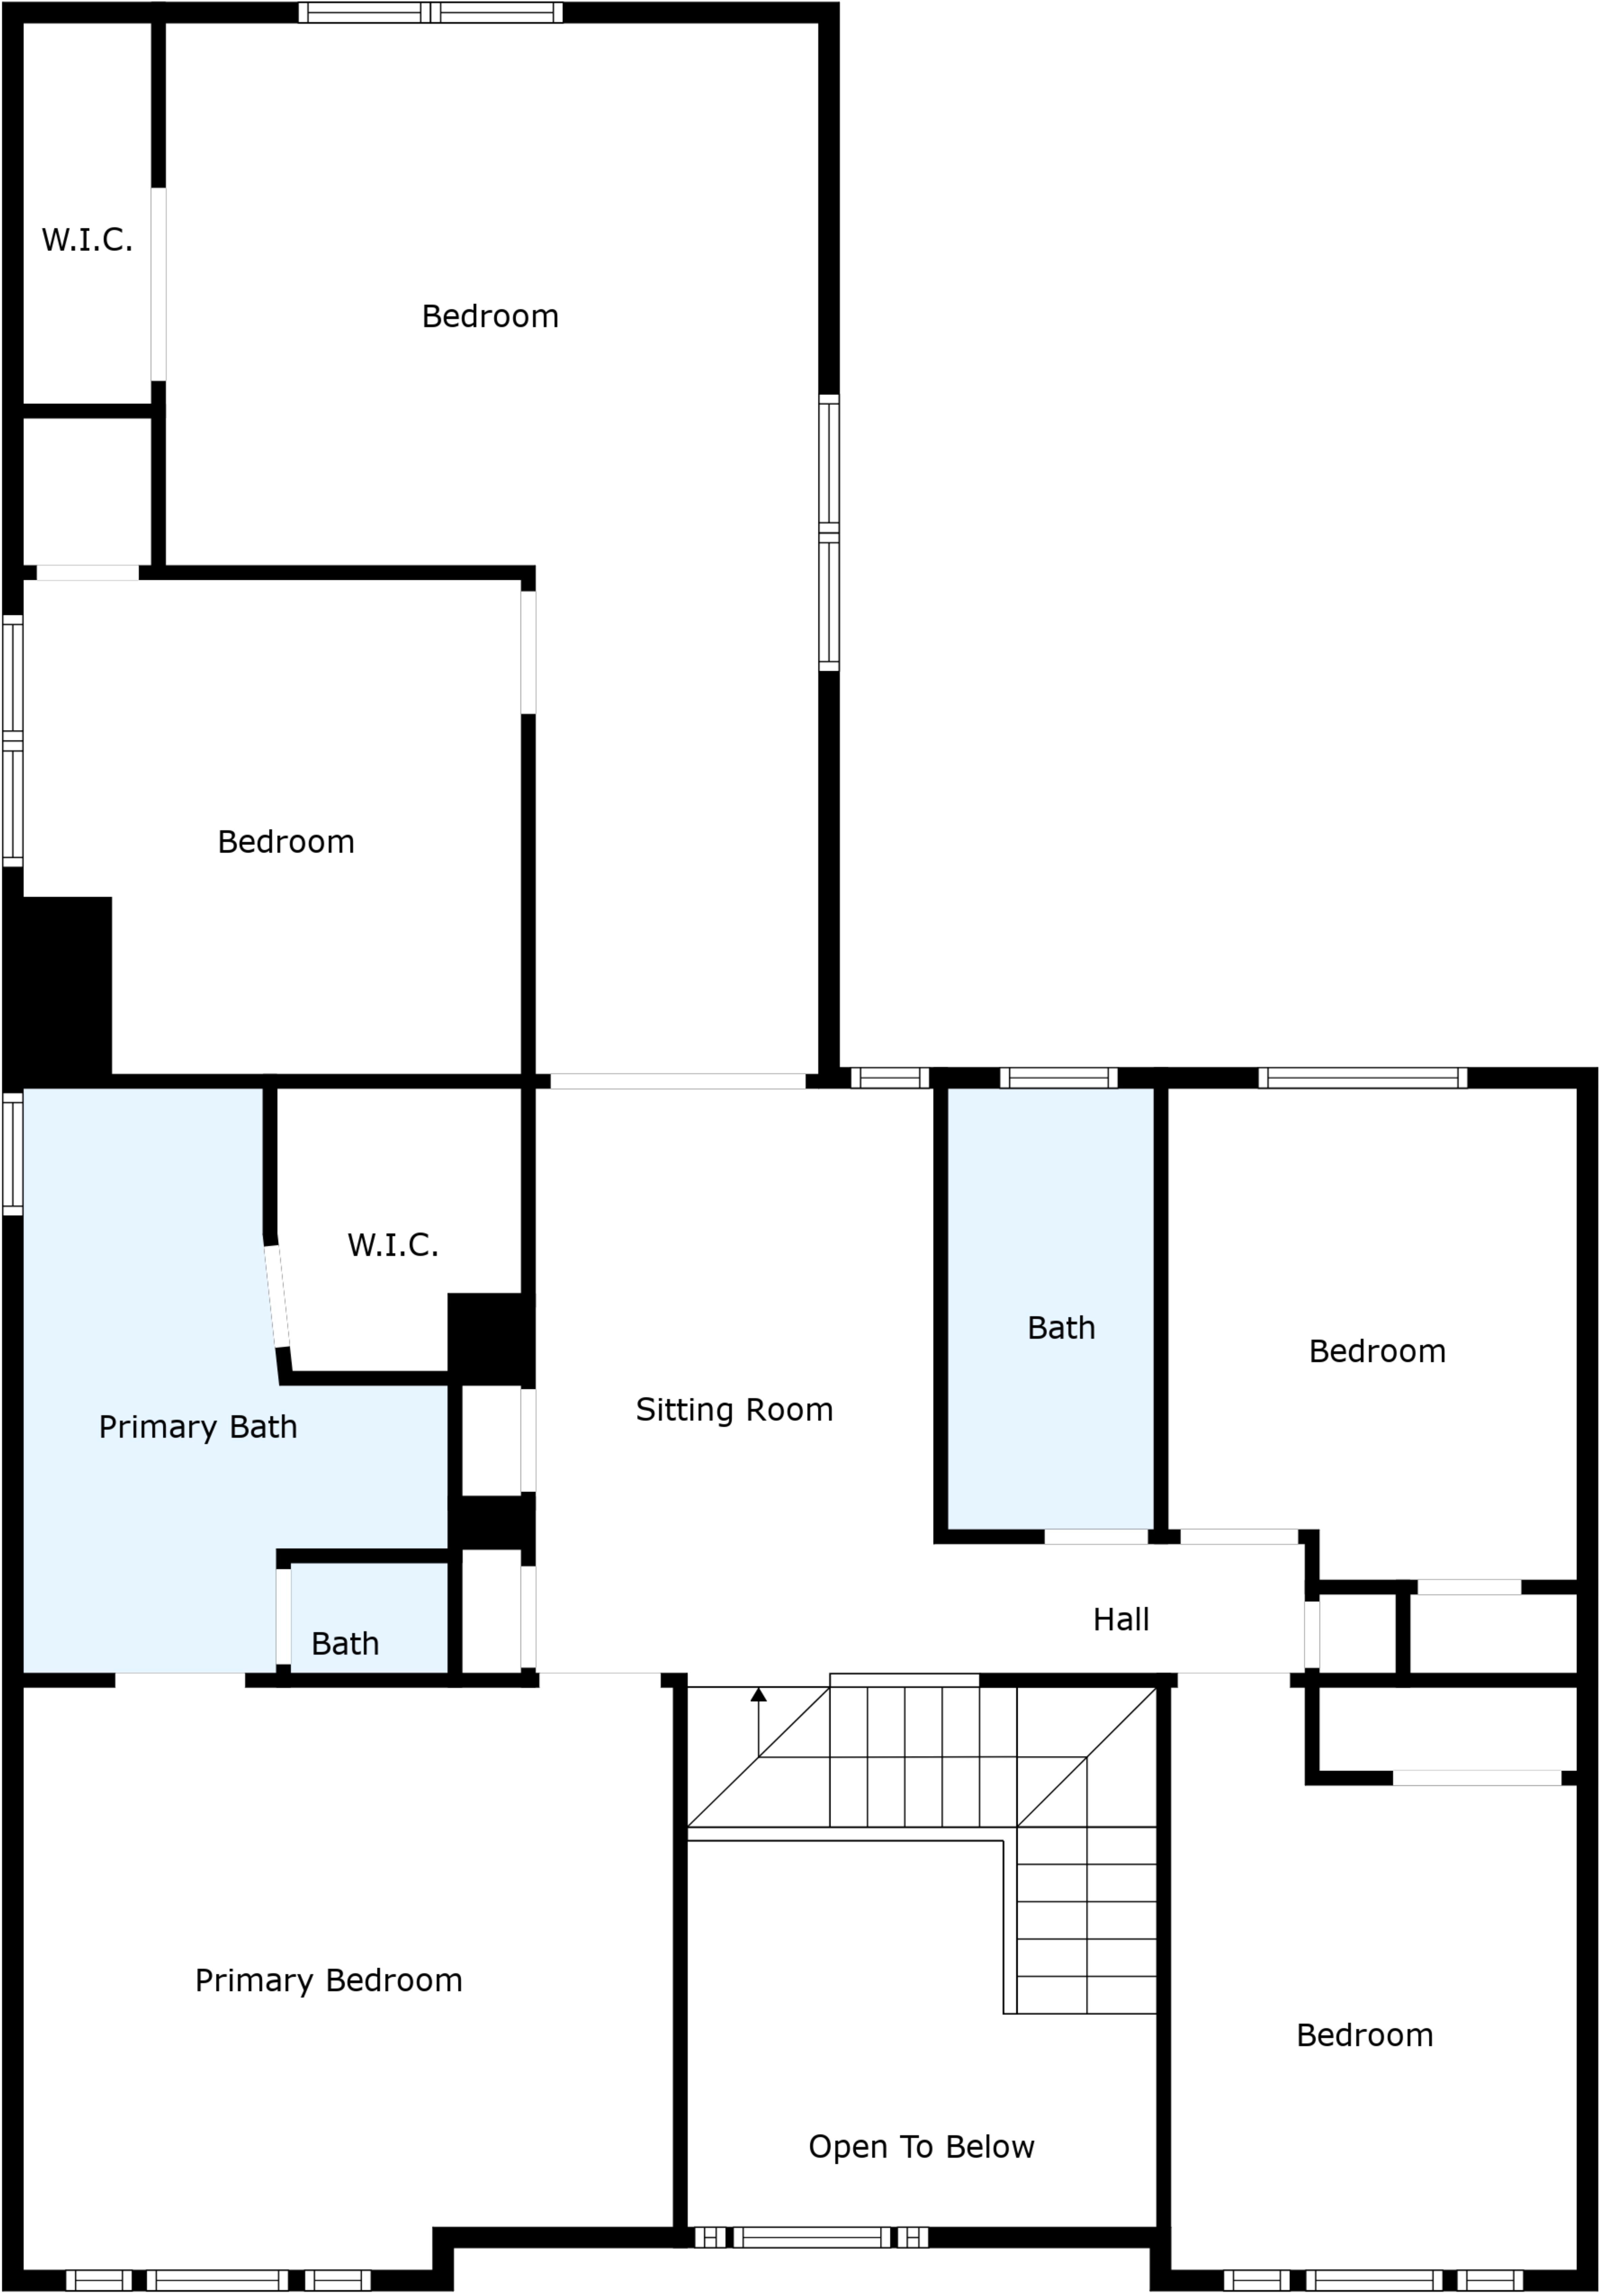 W.I.C.
Bedroom
Bedroom
W.I.C.
Bath
Bedroom
Sitting Room
Primary Bath
Hall
Bath
Primary Bedroom
Bedroom
Open To Below